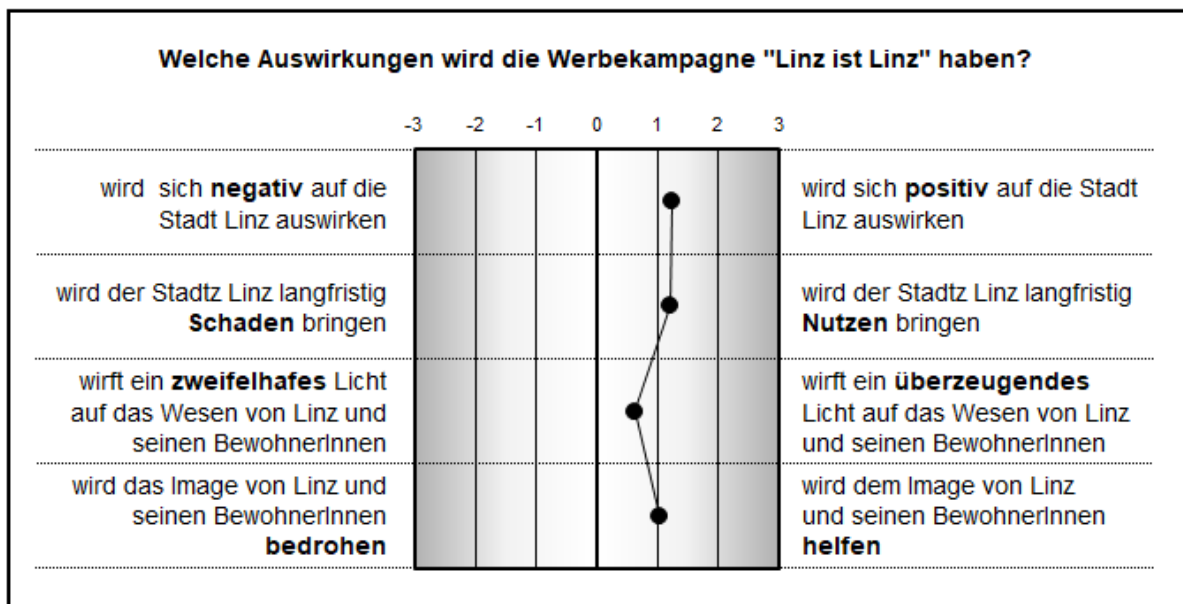 Welche Auswirkungen wird die Werbekampagne "Linz ist Linz" haben?
-3 -2 -1 0 1 2 3
wird sich negativ auf die
Stadt Linz auswirken
wird sich positiv auf die Stadt
Linz auswirken
wird der Stadtz Linz langfristig
Schaden bringen
wird der Stadtz Linz langfristig
Nutzen bringen
wirft ein zweifelhafes Licht
auf das Wesen von Linz und
seinen BewohnerInnen
wirft ein überzeugendes
Licht auf das Wesen von Linz
und seinen BewohnerInnen
wird das Image von Linz und
seinen BewohnerInnen
bedrohen
wird dem Image von Linz
und seinen BewohnerInnen
helfen